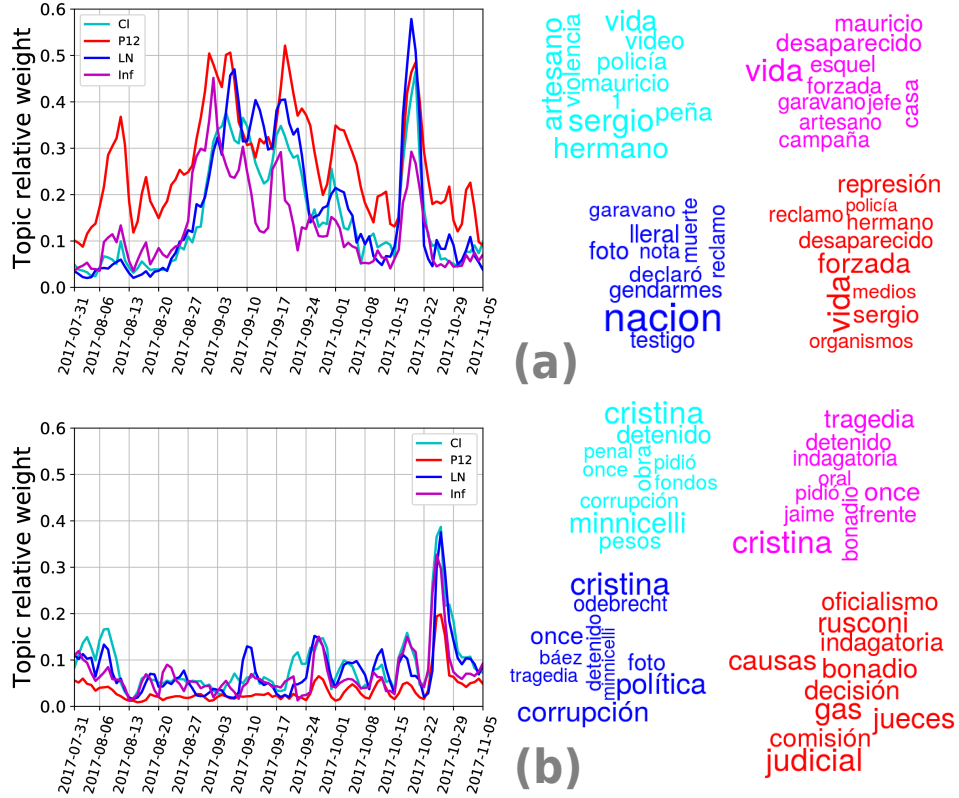 Topic relative weight
0.6
0.5
0.4
0.3
0.2
0.1
0.0
CI
P12
LN
Inf
2017-07-31
2017-08-06
2017-08-13
2017-08-20
2017-08-27
2017-09-03
2017-09-10
2017-09-17
2017-09-24
2017-10-01
2017-10-08
2017-10-15
2017-10-22
2017-10-29
2017-11-05
artesano
violencia
vida
video
policía
mauricio
1
sergio
peña
hermano
mauricio
desaparecido
vida
esquel
forzada
garavano
jefe
casa
artesano
campaña
garavano
lleral
muerte
reclamo
foto
nota
declaró
gendarmes
nacion
testigo
represión
policía
reclamo
hermano
desaparecido
forzada
vida
medios
sergio
organismos
(a)
Topic relative weight
0.6
0.5
0.4
0.3
0.2
0.1
0.0
CI
P12
LN
Inf
2017-07-31
2017-08-06
2017-08-13
2017-08-20
2017-08-27
2017-09-03
2017-09-10
2017-09-17
2017-09-24
2017-10-01
2017-10-08
2017-10-15
2017-10-22
2017-10-29
2017-11-05
cristina
detenido
penal
obra
pidió
once
fondos
corrupción
minnicelli
pesos
tragedia
detenido
indagatoria
oral
pidió
once
jaime
bonadio
frente
cristina
cristina
odebrecht
once
detenido
minnicelli
báez
foto
tragedia
política
corrupción
oficialismo
rusconi
indagatoria
causas
bonadio
decisión
gas
jueces
comisión
judicial
(b)